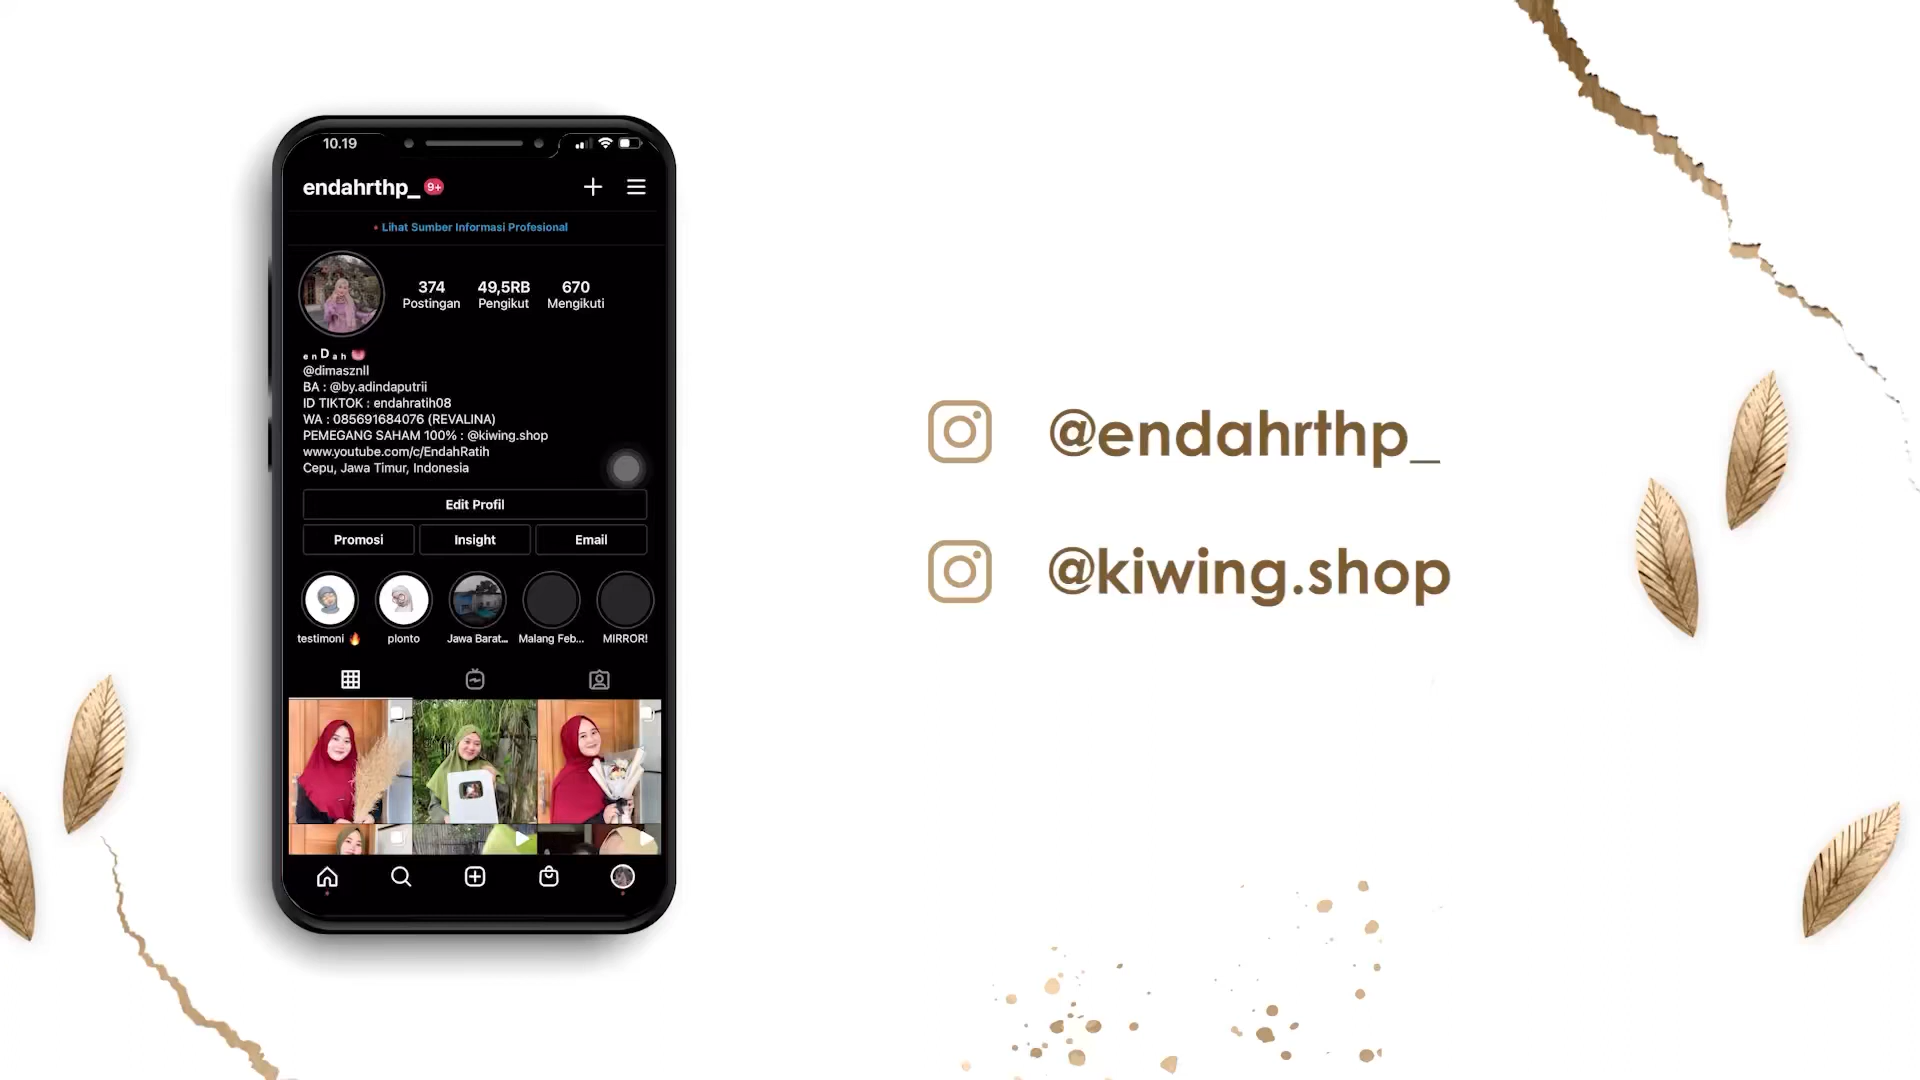 10.19
endahrthp_ 9+
• Lihat Sumber Informasi Profesional
374 49,5RB 670
Postingan Pengikut Mengikuti
ₑ ₙ D ₐ ₕ 👅
@dimasznll
BA : @by.adindaputrii
ID TIKTOK : endahratih08
WA : 085691684076 (REVALINA)
PEMEGANG SAHAM 100% : @kiwing.shop
www.youtube.com/c/EndahRatih
Cepu, Jawa Timur, Indonesia
Edit Profil
Promosi Insight Email
testimoni 🔥 plonto Jawa Barat... Malang Feb... MIRROR!
@endahrthp_
@kiwing.shop